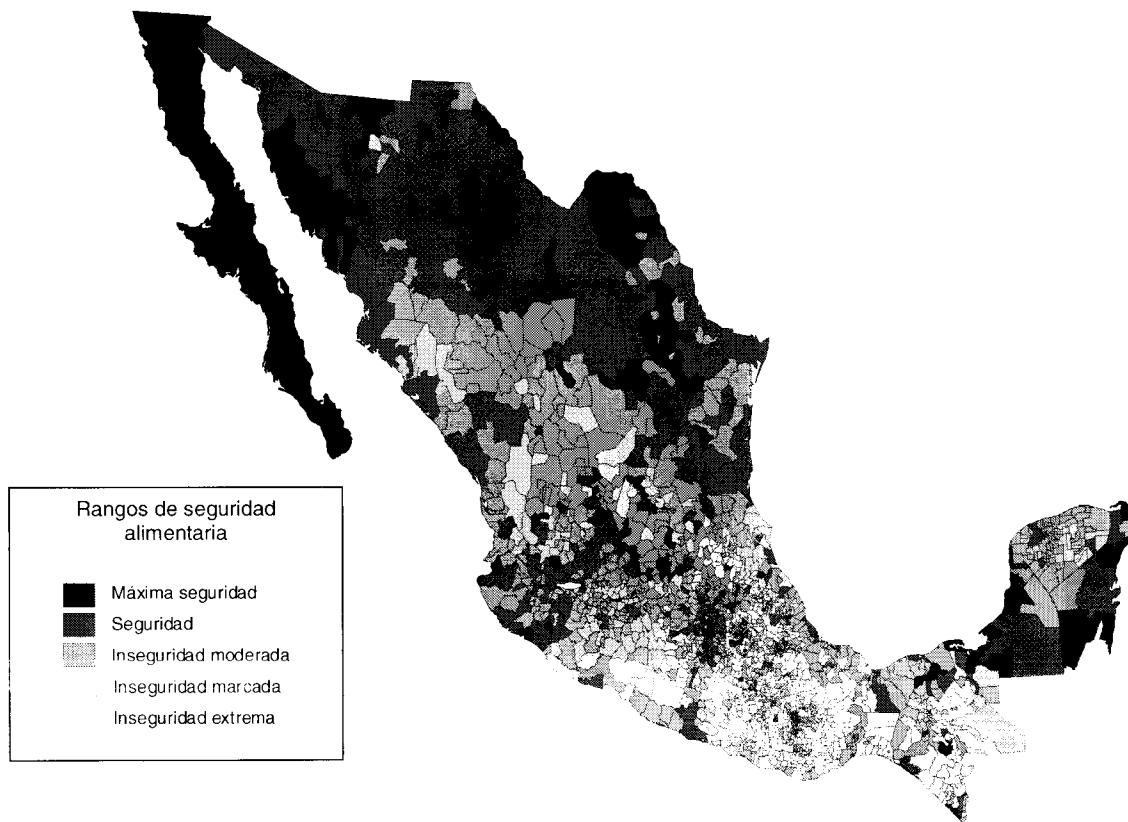 Rangos de seguridad
alimentaria
Máxima seguridad
Seguridad
Inseguridad moderada
Inseguridad marcada
Inseguridad extrema